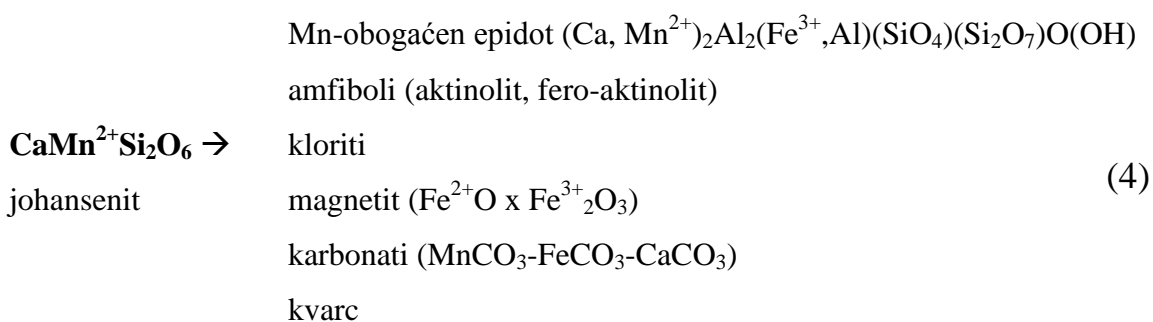 Mn-obogaćen epidot (Ca, Mn²⁺)₂Al₂(Fe³⁺,Al)(SiO₄)(Si₂O₇)O(OH)
amfiboli (aktinolit, fero-aktinolit)
CaMn²⁺Si₂O₆ → kloriti
(4)
johansenit magnetit (Fe²⁺O x Fe³⁺₂O₃)
karbonati (MnCO₃-FeCO₃-CaCO₃)
kvarc